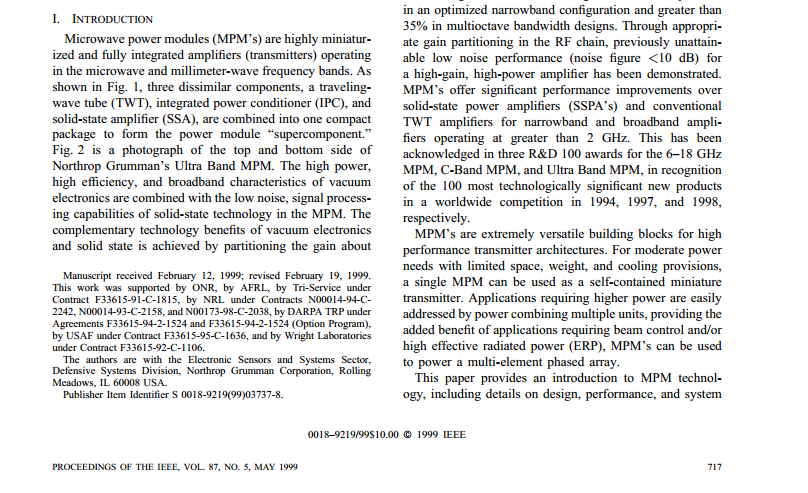 I. INTRODUCTION
Microwave power modules (MPM's) are highly miniatur-
ized and fully integrated amplifiers (transmitters) operating
in the microwave and millimeter-wave frequency bands. As
shown in Fig. 1, three dissimilar components, a traveling-
wave tube (TWT), integrated power conditioner (IPC), and
solid-state amplifier (SSA), are combined into one compact
package to form the power module “supercomponent.”
Fig. 2 is a photograph of the top and bottom side of
Northrop Grumman's Ultra Band MPM. The high power,
high efficiency, and broadband characteristics of vacuum
electronics are combined with the low noise, signal process-
ing capabilities of solid-state technology in the MPM. The
complementary technology benefits of vacuum electronics
and solid state is achieved by partitioning the gain about
Manuscript received February 12, 1999; revised February 19, 1999.
This work was supported by ONR, by AFRL, by Tri-Service under
Contract F33615-91-C-1815, by NRL under Contracts N00014-94-C-
2242, N00014-93-C-2158, and N00173-98-C-2038, by DARPA TRP under
Agreements F33615-94-2-1524 and F33615-94-2-1524 (Option Program),
by USAF under Contract F33615-95-C-1636, and by Wright Laboratories
under Contract F33615-92-C-1106.
The authors are with the Electronic Sensors and Systems Sector,
Defensive Systems Division, Northrop Grumman Corporation, Rolling
Meadows, IL 60008 USA.
Publisher Item Identifier S 0018-9219(99)03737-8.
in an optimized narrowband configuration and greater than
35% in multioctave bandwidth designs. Through appropri-
ate gain partitioning in the RF chain, previously unattain-
able low noise performance (noise figure <10 dB) for
a high-gain, high-power amplifier has been demonstrated.
MPM's offer significant performance improvements over
solid-state power amplifiers (SSPA's) and conventional
TWT amplifiers for narrowband and broadband ampli-
fiers operating at greater than 2 GHz. This has been
acknowledged in three R&D 100 awards for the 6–18 GHz
MPM, C-Band MPM, and Ultra Band MPM, in recognition
of the 100 most technologically significant new products
in a worldwide competition in 1994, 1997, and 1998,
respectively.
MPM's are extremely versatile building blocks for high
performance transmitter architectures. For moderate power
needs with limited space, weight, and cooling provisions,
a single MPM can be used as a self-contained miniature
transmitter. Applications requiring higher power are easily
addressed by power combining multiple units, providing the
added benefit of applications requiring beam control and/or
high effective radiated power (ERP), MPM's can be used
to power a multi-element phased array.
This paper provides an introduction to MPM technol-
ogy, including details on design, performance, and system
0018–9219/99$10.00 © 1999 IEEE
PROCEEDINGS OF THE IEEE, VOL. 87, NO. 5, MAY 1999
717